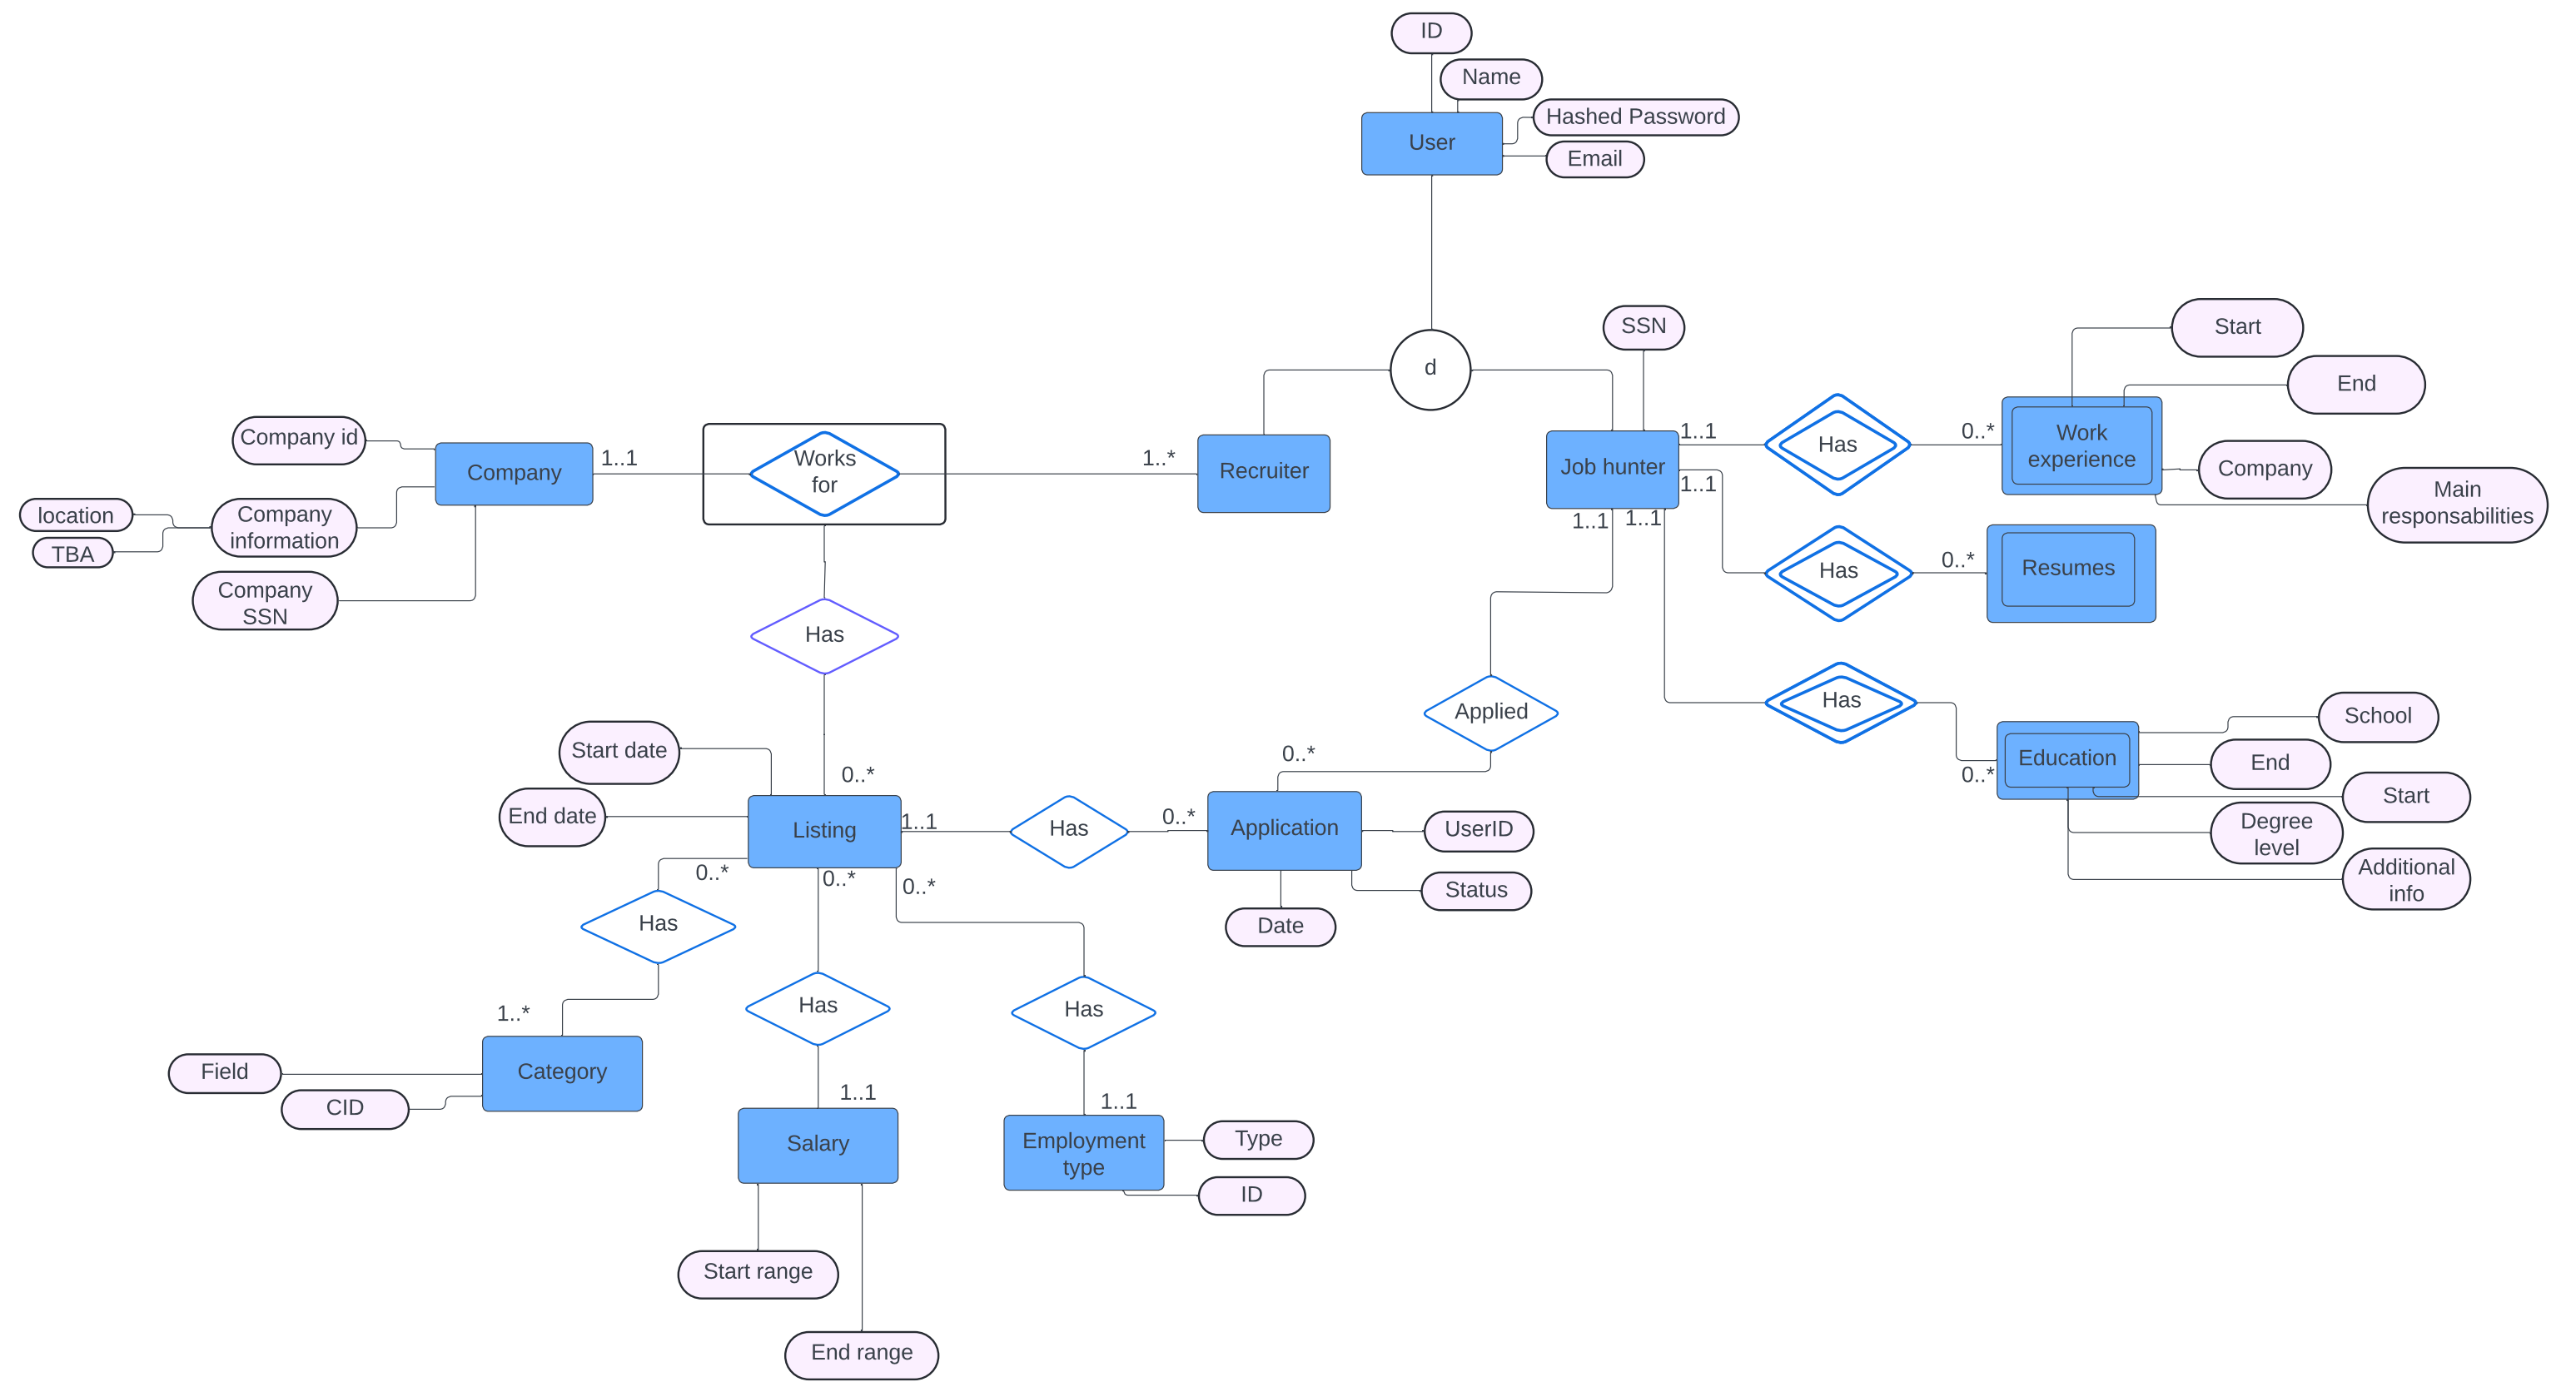 ID
Name
Hashed Password
User
Email
SSN
Start
d
End
Company id
1..1
Works
for
1..*
Company
Recruiter
Job hunter
1..1
Has
0..*
Work
experience
Company
Main
responsabilities
location
TBA
Company
information
1..1
1..1
1..1
Has
0..*
Resumes
Company
SSN
Has
Applied
Has
School
Start date
0..*
0..*
Education
0..*
End
Start
End date
Listing
1..1
Has
0..*
Application
UserID
Degree
level
0..*
0..*
0..*
Status
Additional
info
Has
Date
Has
Has
1..*
Field
CID
Category
1..1
1..1
Salary
Employment
type
Type
ID
Start range
End range